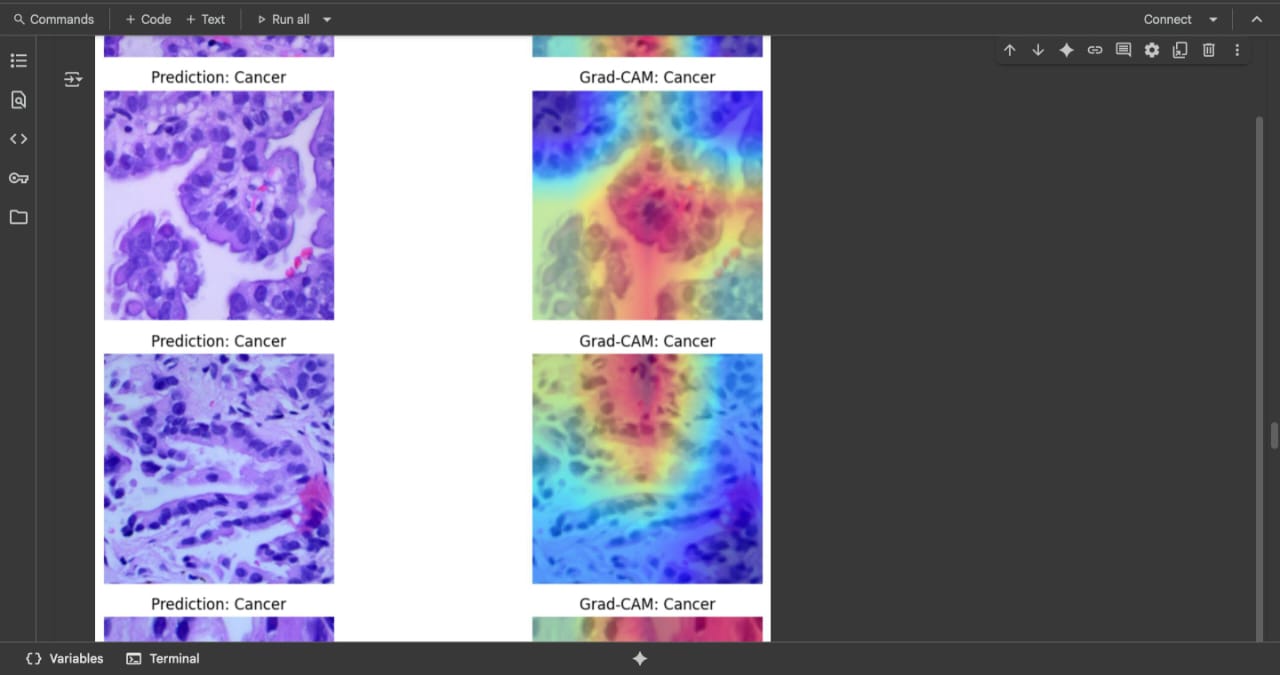 Commands + Code + Text Run all Connect
Prediction: Cancer Grad-CAM: Cancer
Prediction: Cancer Grad-CAM: Cancer
Prediction: Cancer Grad-CAM: Cancer
Variables Terminal